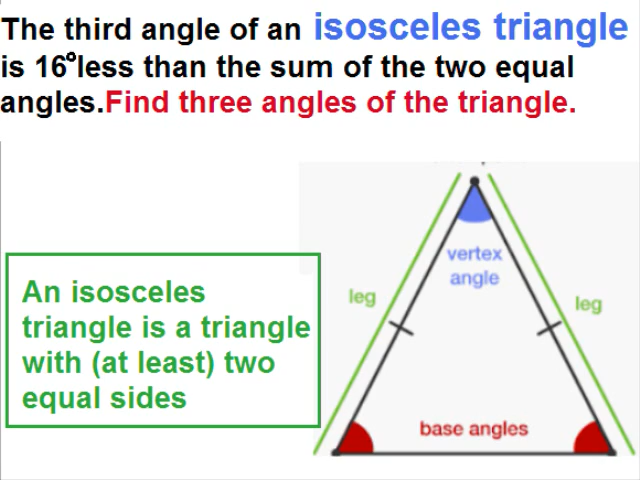 The third angle of an isosceles triangle
is 16°less than the sum of the two equal
angles.Find three angles of the triangle.
vertex
angle
An isosceles
triangle is a triangle
with (at least) two
equal sides
leg
leg
base angles